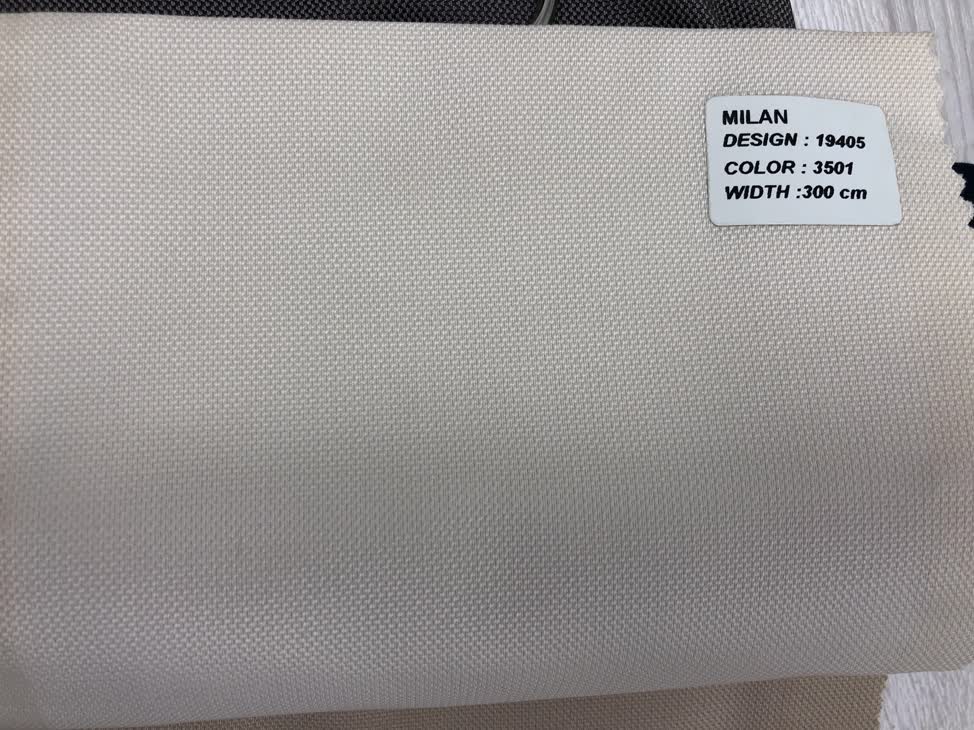 MILAN
DESIGN : 19405
COLOR : 3501
WIDTH :300 cm